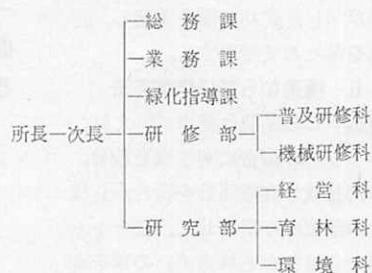 総務課
業務課
緑化指導課
所長—次長—研修部
普及研修科
機械研修科
研究部
経営科
育林科
環境科